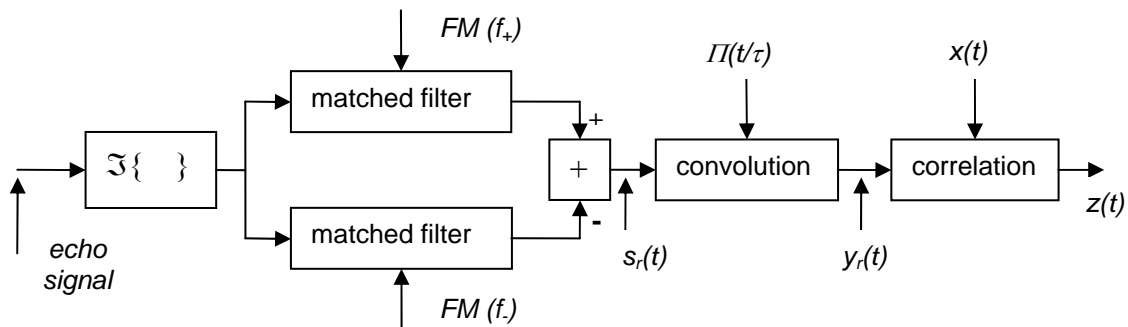 FM (f₊)
Π(t/τ)
x(t)
matched filter
+
ℑ{ }
+
convolution
correlation
z(t)
matched filter
-
sᵣ(t)
yᵣ(t)
echo
signal
FM (f₋)